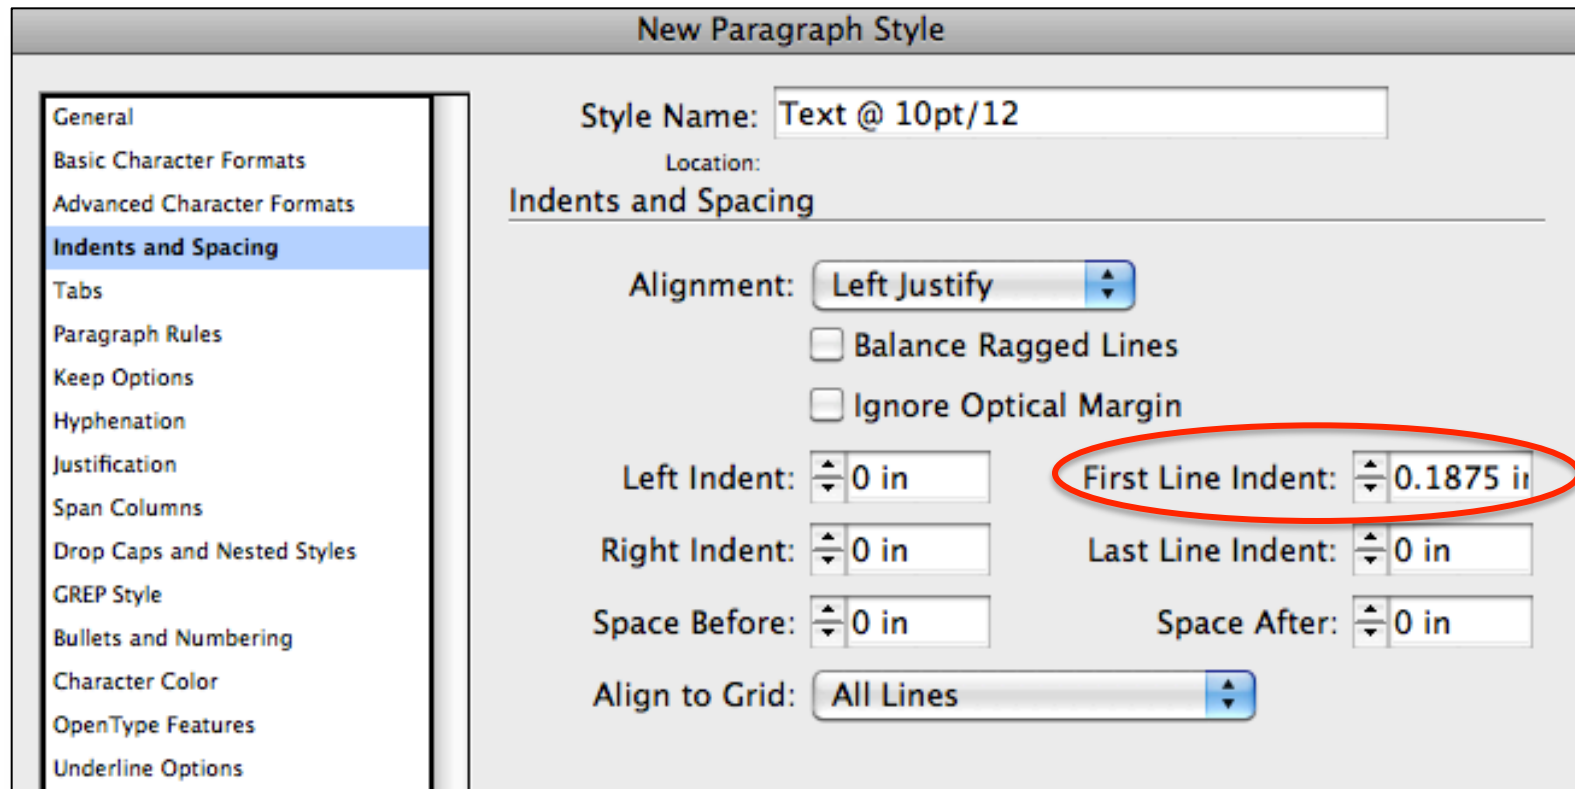 New Paragraph Style
General
Basic Character Formats
Advanced Character Formats
Indents and Spacing
Tabs
Paragraph Rules
Keep Options
Hyphenation
Justification
Span Columns
Drop Caps and Nested Styles
GREP Style
Bullets and Numbering
Character Color
OpenType Features
Underline Options
Style Name: Text @ 10pt/12
Location:
Indents and Spacing
Alignment: Left Justify
Balance Ragged Lines
Ignore Optical Margin
Left Indent: 0 in First Line Indent: 0.1875 in
Right Indent: 0 in Last Line Indent: 0 in
Space Before: 0 in Space After: 0 in
Align to Grid: All Lines